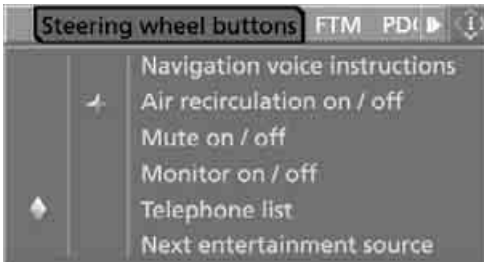 Steering wheel buttons FTM PD
Navigation voice instructions
Air recirculation on / off
Mute on / off
Monitor on / off
Telephone list
Next entertainment source